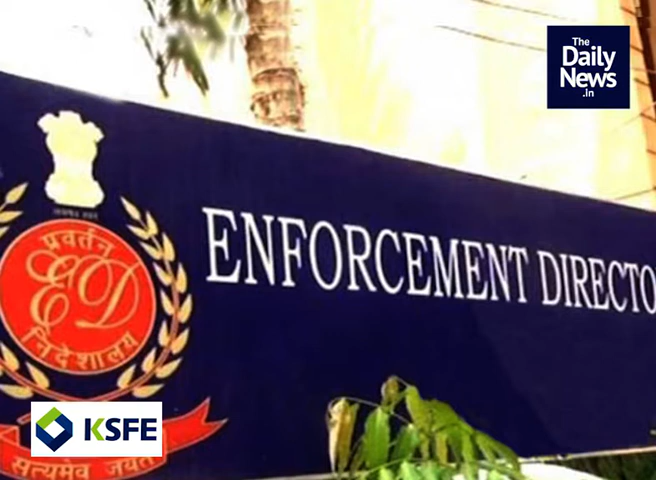 The
Daily
News
.in
ENFORCEMENT DIRECTO
प्रवर्तन
ED
निदेशालय
KSFE
सत्यमेव जयते